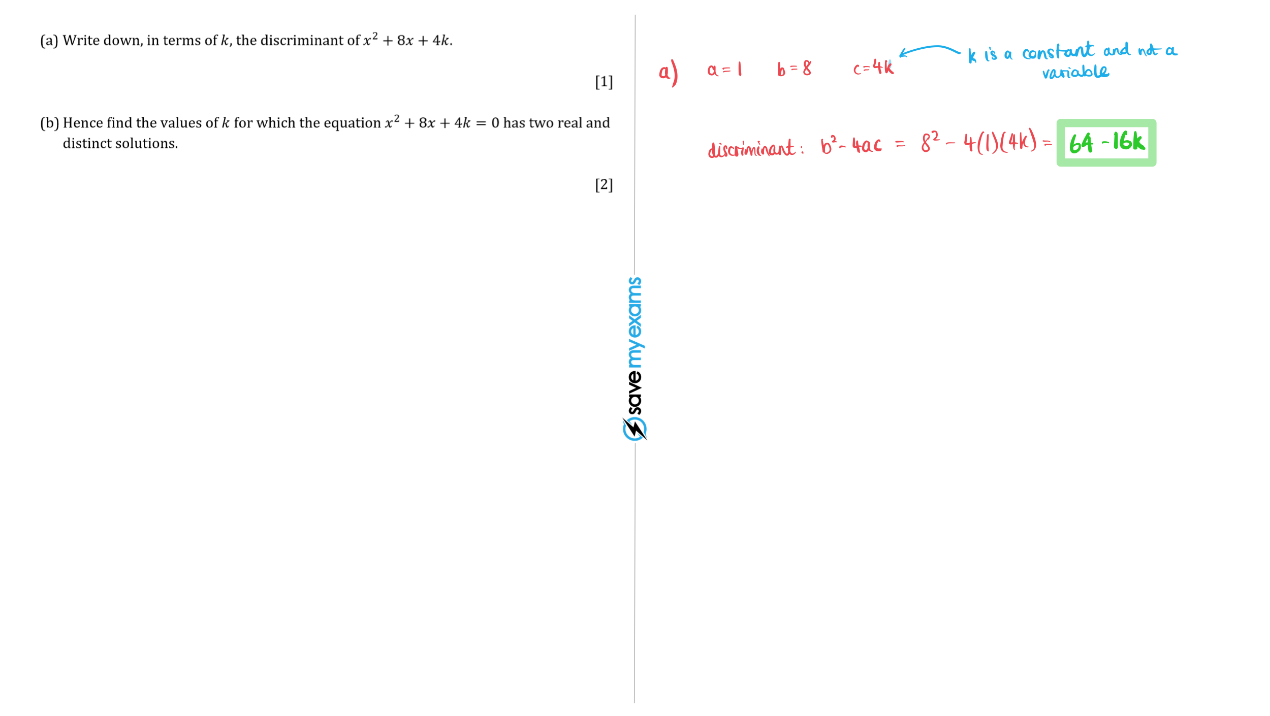 (a) Write down, in terms of k, the discriminant of x² + 8x + 4k.
[1]
(b) Hence find the values of k for which the equation x² + 8x + 4k = 0 has two real and
distinct solutions.
[2]
save my exams
a) a = 1 b = 8 c = 4k
k is a constant and not a
variable
discriminant: b² - 4ac = 8² - 4(1)(4k) = 64 - 16k